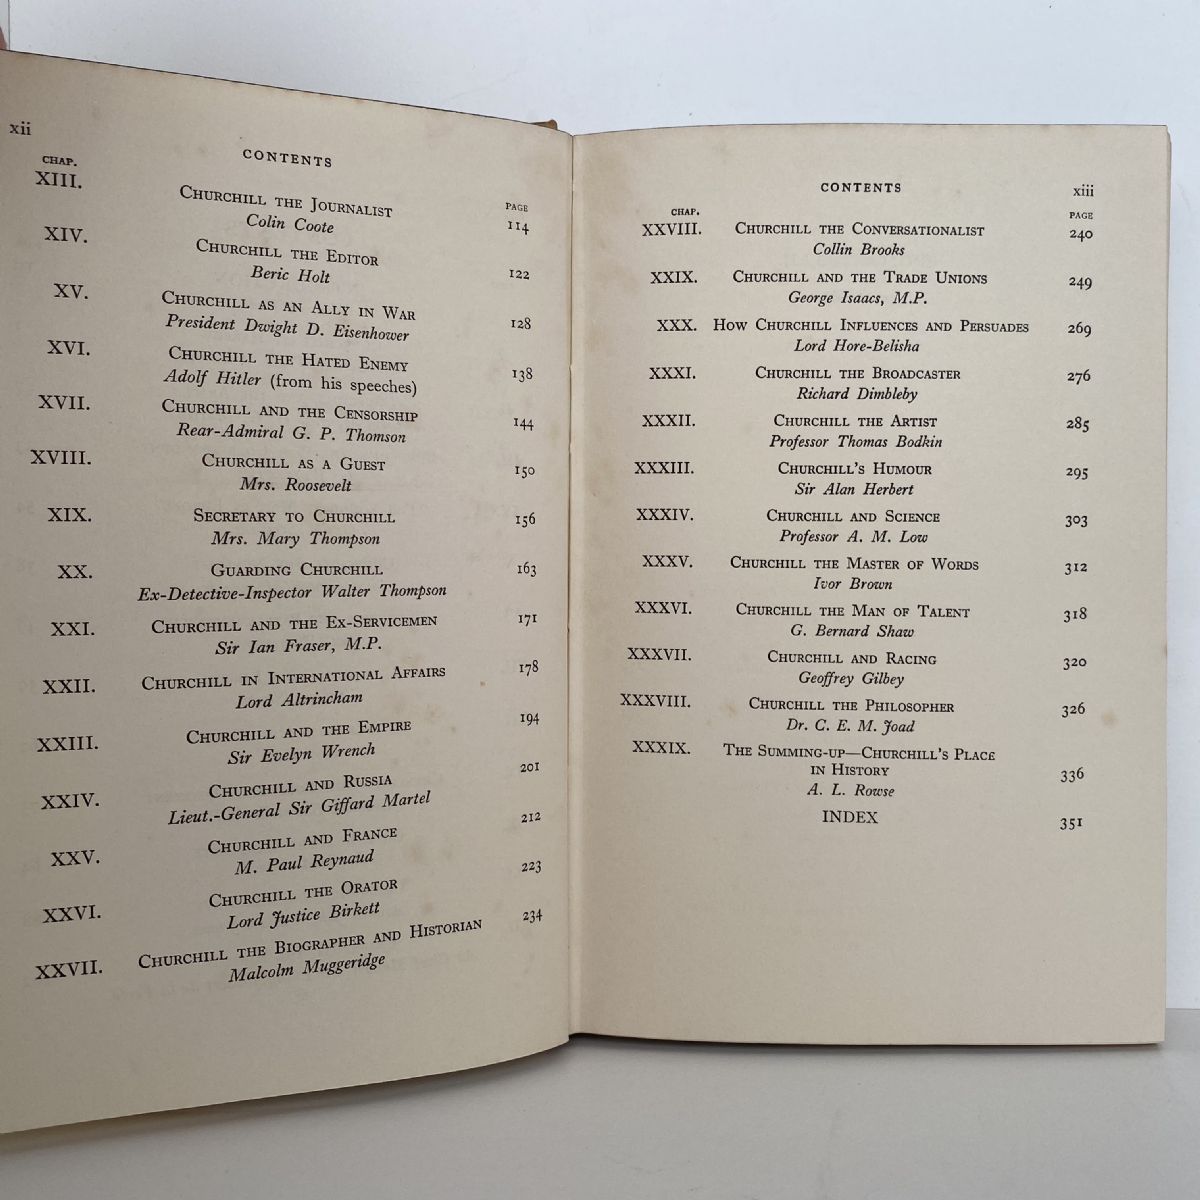 xii
CONTENTS
CHAP. PAGE
XIII. CHURCHILL THE JOURNALIST 114
Colin Coote
XIV. CHURCHILL THE EDITOR 122
Beric Holt
XV. CHURCHILL AS AN ALLY IN WAR 128
President Dwight D. Eisenhower
XVI. CHURCHILL THE HATED ENEMY 138
Adolf Hitler (from his speeches)
XVII. CHURCHILL AND THE CENSORSHIP 144
Rear-Admiral G. P. Thomson
XVIII. CHURCHILL AS A GUEST 150
Mrs. Roosevelt
XIX. SECRETARY TO CHURCHILL 156
Mrs. Mary Thompson
XX. GUARDING CHURCHILL 163
Ex-Detective-Inspector Walter Thompson
XXI. CHURCHILL AND THE EX-SERVICEMEN 171
Sir Ian Fraser, M.P.
XXII. CHURCHILL IN INTERNATIONAL AFFAIRS 178
Lord Altrincham
XXIII. CHURCHILL AND THE EMPIRE 194
Sir Evelyn Wrench
XXIV. CHURCHILL AND RUSSIA 201
Lieut.-General Sir Giffard Martel
XXV. CHURCHILL AND FRANCE 212
M. Paul Reynaud
XXVI. CHURCHILL THE ORATOR 223
Lord Justice Birkett
XXVII. CHURCHILL THE BIOGRAPHER AND HISTORIAN 234
Malcolm Muggeridge
CONTENTS xiii
CHAP. PAGE
XXVIII. CHURCHILL THE CONVERSATIONALIST 240
Collin Brooks
XXIX. CHURCHILL AND THE TRADE UNIONS 249
George Isaacs, M.P.
XXX. HOW CHURCHILL INFLUENCES AND PERSUADES 269
Lord Hore-Belisha
XXXI. CHURCHILL THE BROADCASTER 276
Richard Dimbleby
XXXII. CHURCHILL THE ARTIST 285
Professor Thomas Bodkin
XXXIII. CHURCHILL'S HUMOUR 295
Sir Alan Herbert
XXXIV. CHURCHILL AND SCIENCE 303
Professor A. M. Low
XXXV. CHURCHILL THE MASTER OF WORDS 312
Ivor Brown
XXXVI. CHURCHILL THE MAN OF TALENT 318
G. Bernard Shaw
XXXVII. CHURCHILL AND RACING 320
Geoffrey Gilbey
XXXVIII. CHURCHILL THE PHILOSOPHER 326
Dr. C. E. M. Joad
XXXIX. THE SUMMING-UP—CHURCHILL'S PLACE
IN HISTORY 336
A. L. Rowse
INDEX 351